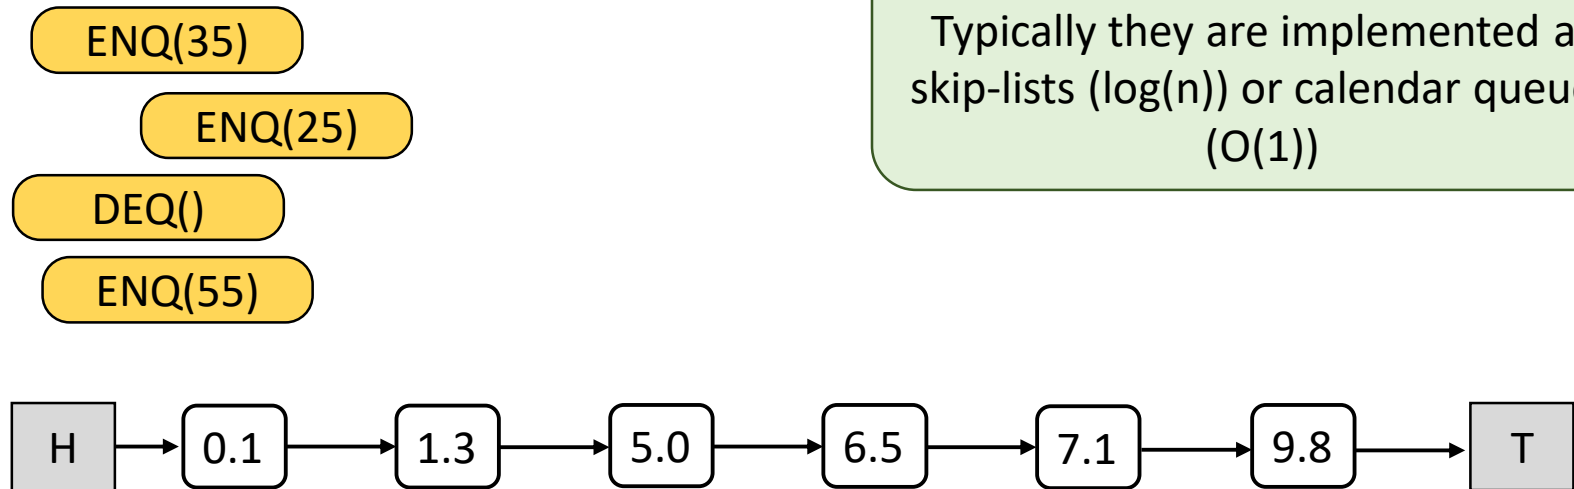 ENQ(35)
ENQ(25)
DEQ()
ENQ(55)
Typically they are implemented a
skip-lists (log(n)) or calendar queu
(O(1))
H 0.1 1.3 5.0 6.5 7.1 9.8 T